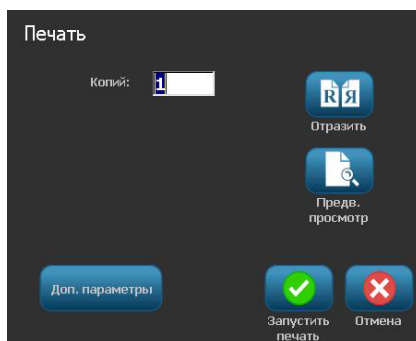 Печать
Копий: 1
R Я
Отразить
Предв.
просмотр
Доп. параметры
Запустить
печать
Отмена